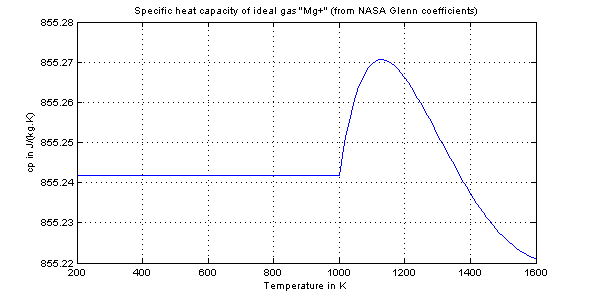 Specific heat capacity of ideal gas "Mg+" (from NASA Glenn coefficients)
855.28
855.27
855.26
855.25
855.24
855.23
855.22
cp in J/(kg.K)
200 400 600 800 1000 1200 1400 1600
Temperature in K